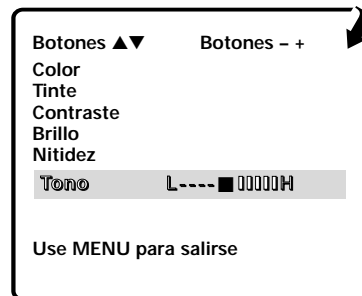 Botones ▲▼ Botones – +
Color
Tinte
Contraste
Brillo
Nitidez
Tono L----■IIIIIIH
Use MENU para salirse